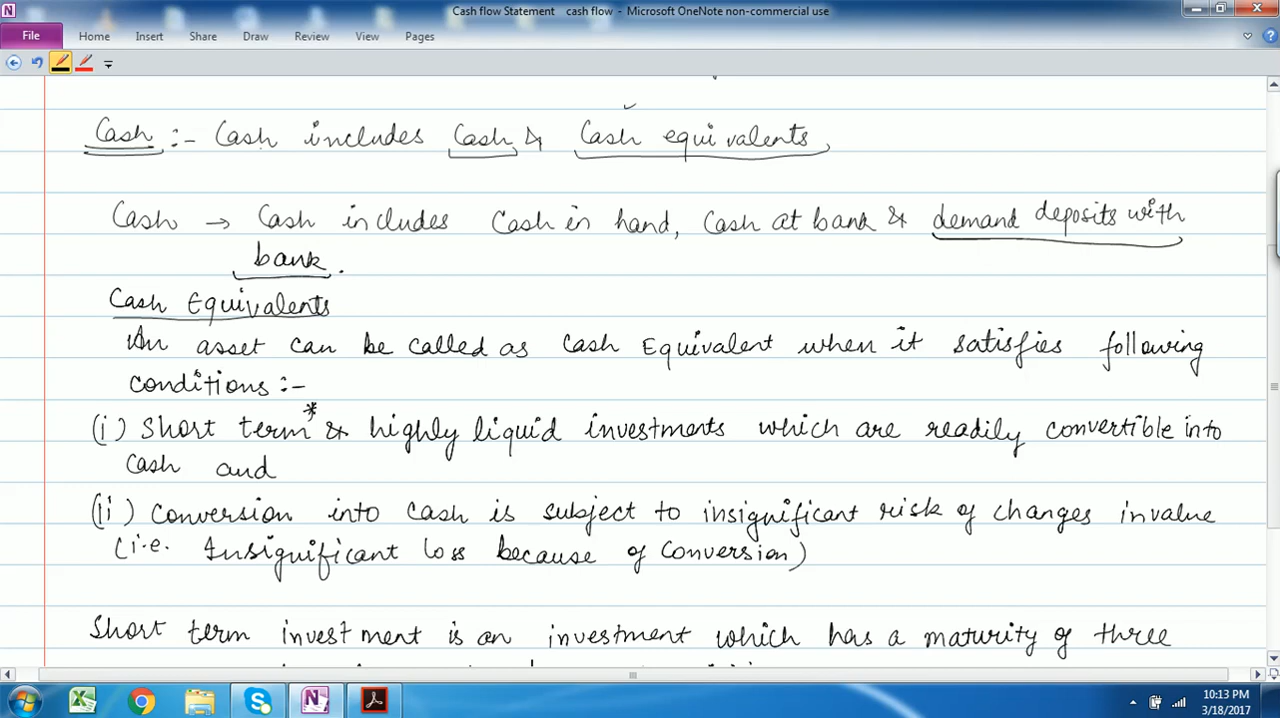 Cash flow Statement cash flow - Microsoft OneNote non-commercial use
File Home Insert Share Draw Review View Pages
Cash :- Cash includes Cash & Cash equivalents
Cash → Cash includes Cash in hand, Cash at bank & demand deposits with
bank.
Cash Equivalents
An asset can be called as Cash Equivalent when it satisfies following
conditions :-
(i) Short term* & highly liquid investments which are readily convertible into
Cash and
(ii) Conversion into cash is subject to insignificant risk of changes in value
(i.e. Insignificant loss because of Conversion)
Short term investment is an investment which has a maturity of three
10:13 PM
3/18/2017